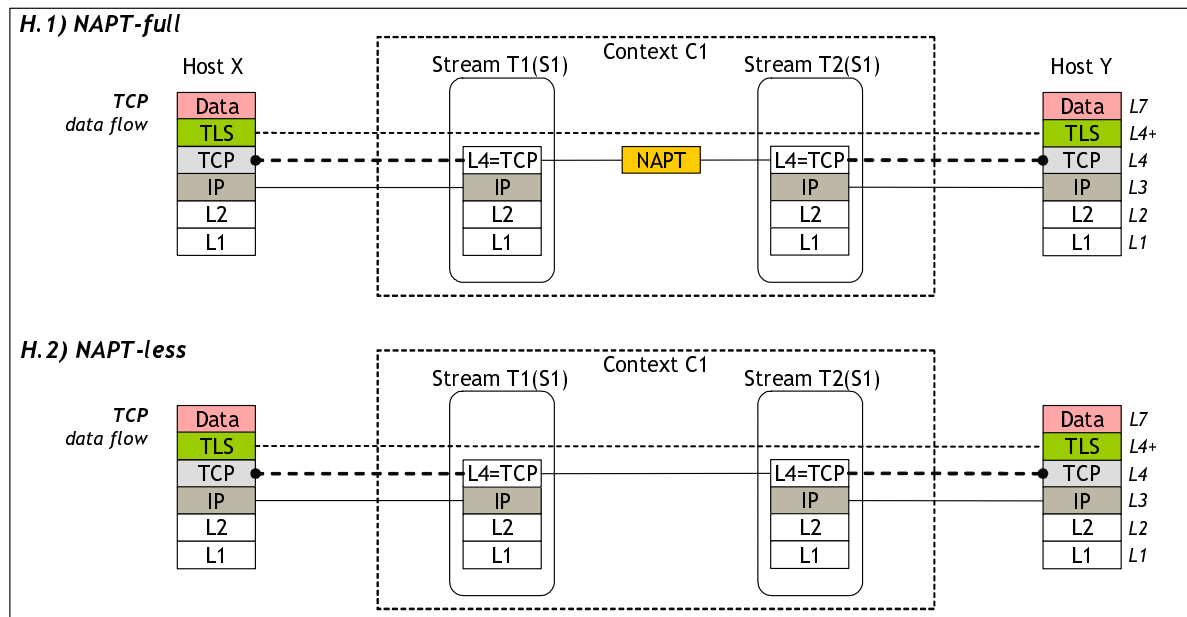 H.1) NAPT-full
Context C1
Host X
Stream T1(S1)
Stream T2(S1)
Host Y
TCP
data flow
Data
Data
L7
TLS
TLS
L4+
TCP
L4=TCP
NAPT
L4=TCP
TCP
L4
IP
IP
IP
IP
L3
L2
L2
L2
L2
L2
L1
L1
L1
L1
L1
H.2) NAPT-less
Context C1
Host X
Stream T1(S1)
Stream T2(S1)
Host Y
TCP
data flow
Data
Data
L7
TLS
TLS
L4+
TCP
L4=TCP
L4=TCP
TCP
L4
IP
IP
IP
IP
L3
L2
L2
L2
L2
L2
L1
L1
L1
L1
L1